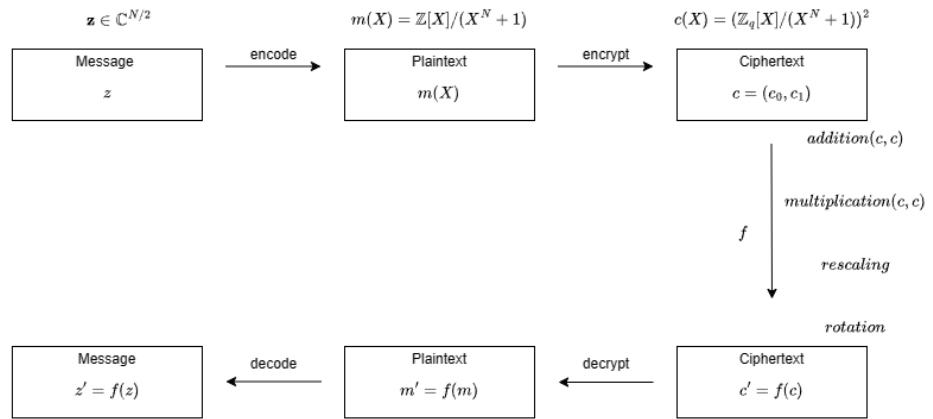 𝐳 ∈ ℂ^{N/2}
m(X) = ℤ[X]/(X^N + 1)
c(X) = (ℤ_q[X]/(X^N + 1))^2
Message
z
encode
Plaintext
m(X)
encrypt
Ciphertext
c = (c_0, c_1)
addition(c, c)
multiplication(c, c)
f
rescaling
rotation
Message
z′ = f(z)
decode
Plaintext
m′ = f(m)
decrypt
Ciphertext
c′ = f(c)